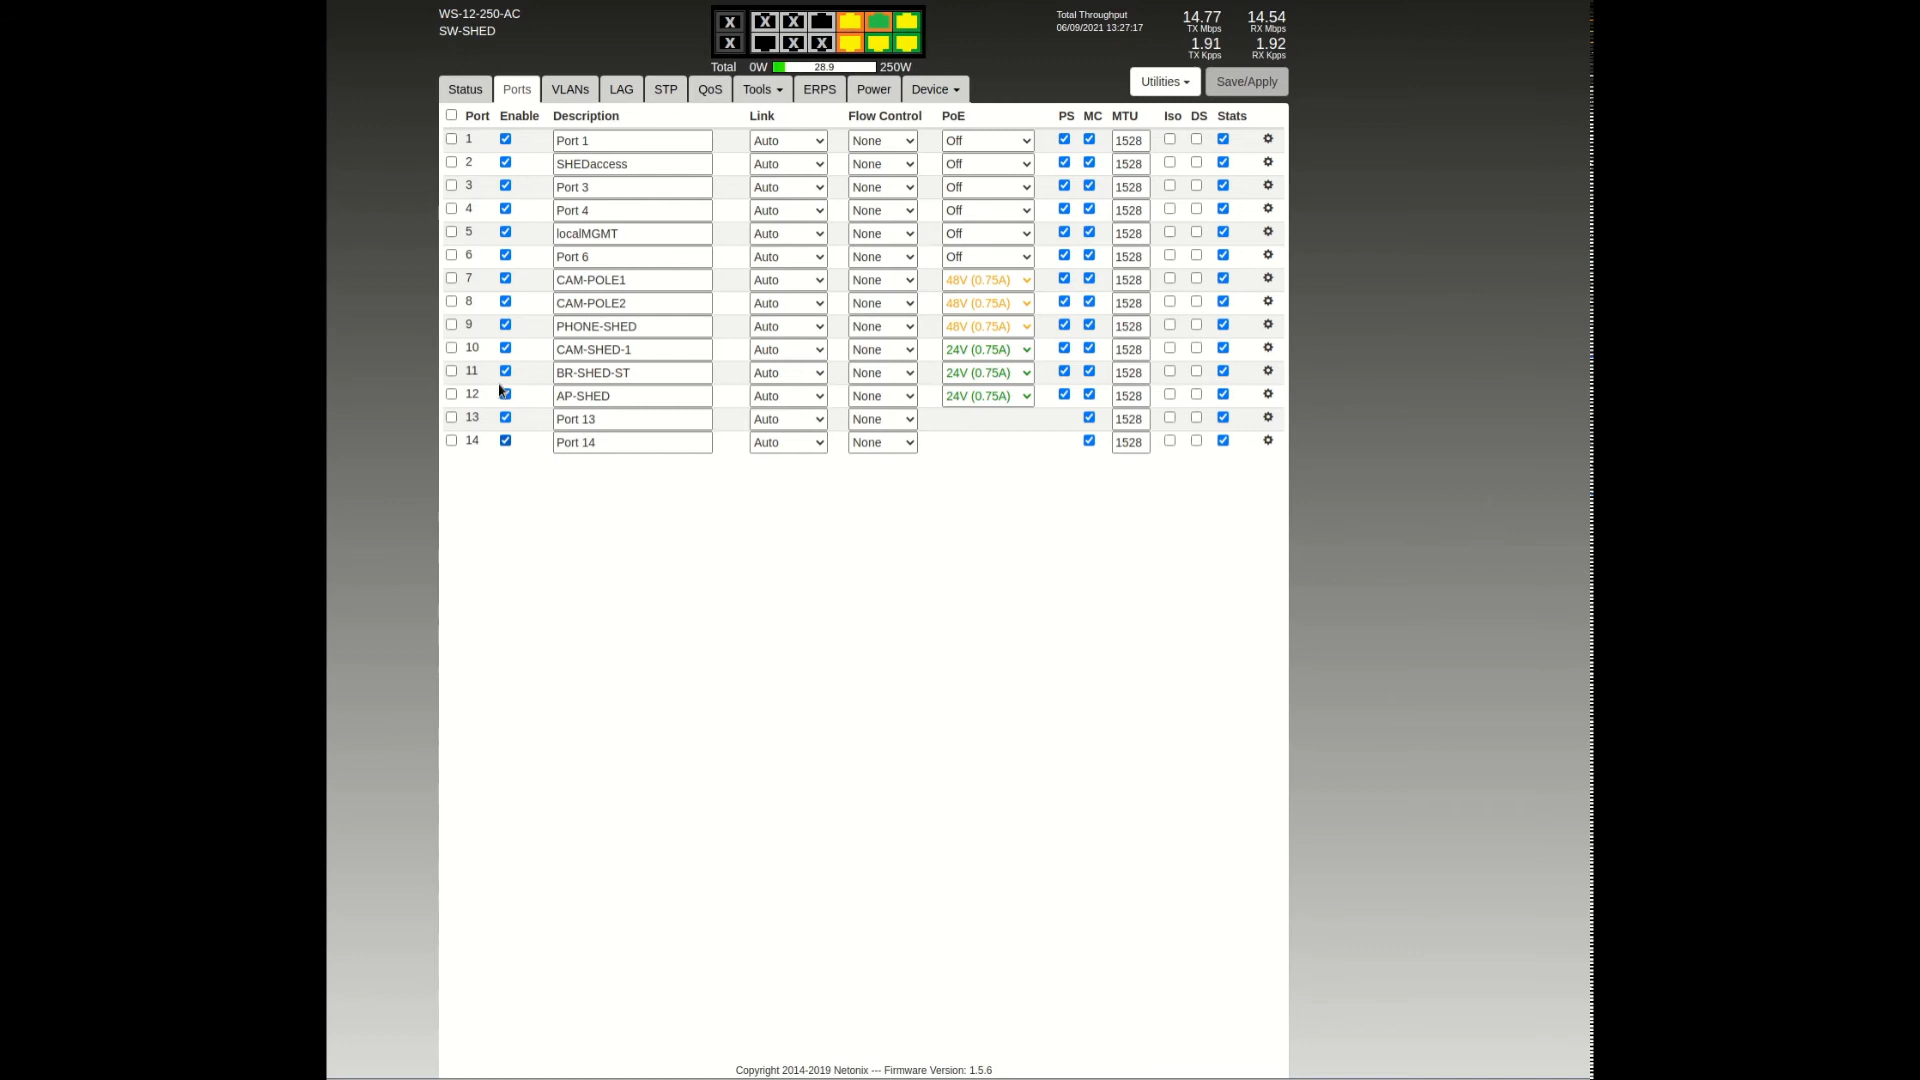 WS-12-250-AC
SW-SHED
X X X
X X X
Total 0W 28.9 250W
Total Throughput
06/09/2021 13:27:17
14.77 14.54
TX Mbps RX Mbps
1.91 1.92
TX Kpps RX Kpps
Status Ports VLANs LAG STP QoS Tools ERPS Power Device Utilities Save/Apply
Port Enable Description Link Flow Control PoE PS MC MTU Iso DS Stats
1 Port 1 Auto None Off 1528
2 SHEDaccess Auto None Off 1528
3 Port 3 Auto None Off 1528
4 Port 4 Auto None Off 1528
5 localMGMT Auto None Off 1528
6 Port 6 Auto None Off 1528
7 CAM-POLE1 Auto None 48V (0.75A) 1528
8 CAM-POLE2 Auto None 48V (0.75A) 1528
9 PHONE-SHED Auto None 48V (0.75A) 1528
10 CAM-SHED-1 Auto None 24V (0.75A) 1528
11 BR-SHED-ST Auto None 24V (0.75A) 1528
12 AP-SHED Auto None 24V (0.75A) 1528
13 Port 13 Auto None 1528
14 Port 14 Auto None 1528
Copyright 2014-2019 Netonix --- Firmware Version: 1.5.6